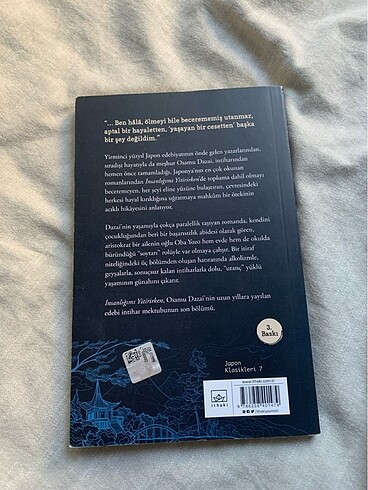 “... Ben hâlâ, ölmeyi bile becerememiş utanmaz,
aptal bir hayaletten, ‘yaşayan bir cesetten’ başka
bir şey değildim.”
Yirminci yüzyıl Japon edebiyatının önde gelen yazarlarından,
sıradışı hayatıyla da meşhur Osamu Dazai, intiharından
hemen önce tamamladığı, Japonya’nın en çok okunan
romanlarından İnsanlığımı Yitirirken’de topluma dahil olmayı
beceremeyen, her şeyi eline yüzüne bulaştıran, çevresindeki
herkesi hayal kırıklığına uğratmaya mahkûm bir ötekinin
acıklı hikâyesini anlatıyor.
Dazai’nin yaşamıyla çokça paralellik taşıyan romanda, kendini
çocukluğundan beri bir başarısızlık abidesi olarak gören,
aristokrat bir ailenin oğlu Oba Yozo hem evde hem de okulda
büründüğü “soytarı” rolüyle var olmaya çalışır. Bir itiraf
niteliğindeki üç bölümden oluşan hatıratında alkolizmle,
geyşalarla, sonuçsuz kalan intiharlarla dolu, “utanç” yüklü
yaşamının günahını çıkarır.
İnsanlığımı Yitirirken, Osamu Dazai’nin uzun yıllara yayılan
edebi intihar mektubunun son bölümü.
3.
Baskı
Japon
Klasikleri 7
ithaki
www.ithaki.com.tr